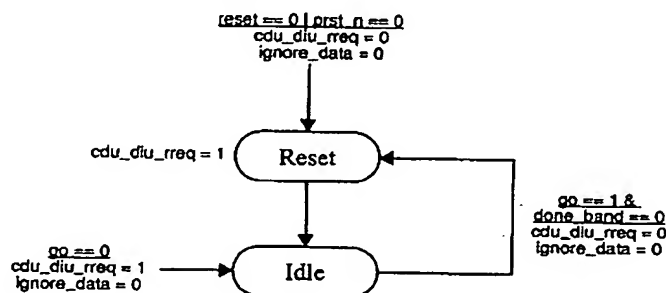 reset == 0 | prst_n == 0
cdu_diu_rreq = 0
ignore_data = 0
cdu_diu_rreq = 1
Reset
go == 1 &
done_band == 0
cdu_diu_rreq = 0
ignore_data = 0
go == 0
cdu_diu_rreq = 1
ignore_data = 0
Idle